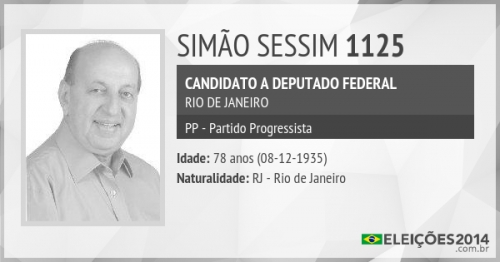 SIMÃO SESSIM 1125
CANDIDATO A DEPUTADO FEDERAL
RIO DE JANEIRO
PP - Partido Progressista
Idade: 78 anos (08-12-1935)
Naturalidade: RJ - Rio de Janeiro
ELEIÇÕES2014
.com.br